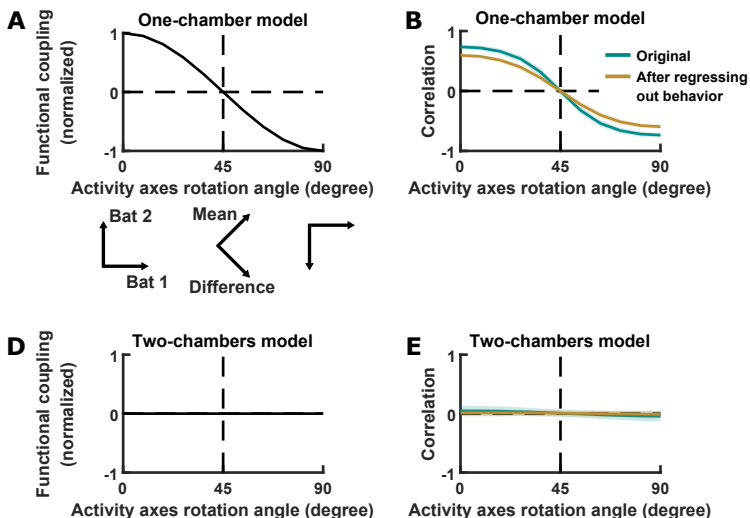 A
One-chamber model
Functional coupling
(normalized)
1
0
-1
0
45
90
Activity axes rotation angle (degree)
Bat 2
Bat 1
Mean
Difference
B
One-chamber model
Correlation
1
0
-1
0
45
90
Activity axes rotation angle (degree)
Original
After regressing
out behavior
D
Two-chambers model
Functional coupling
(normalized)
1
0
-1
0
45
90
Activity axes rotation angle (degree)
E
Two-chambers model
Correlation
1
0
-1
0
45
90
Activity axes rotation angle (degree)